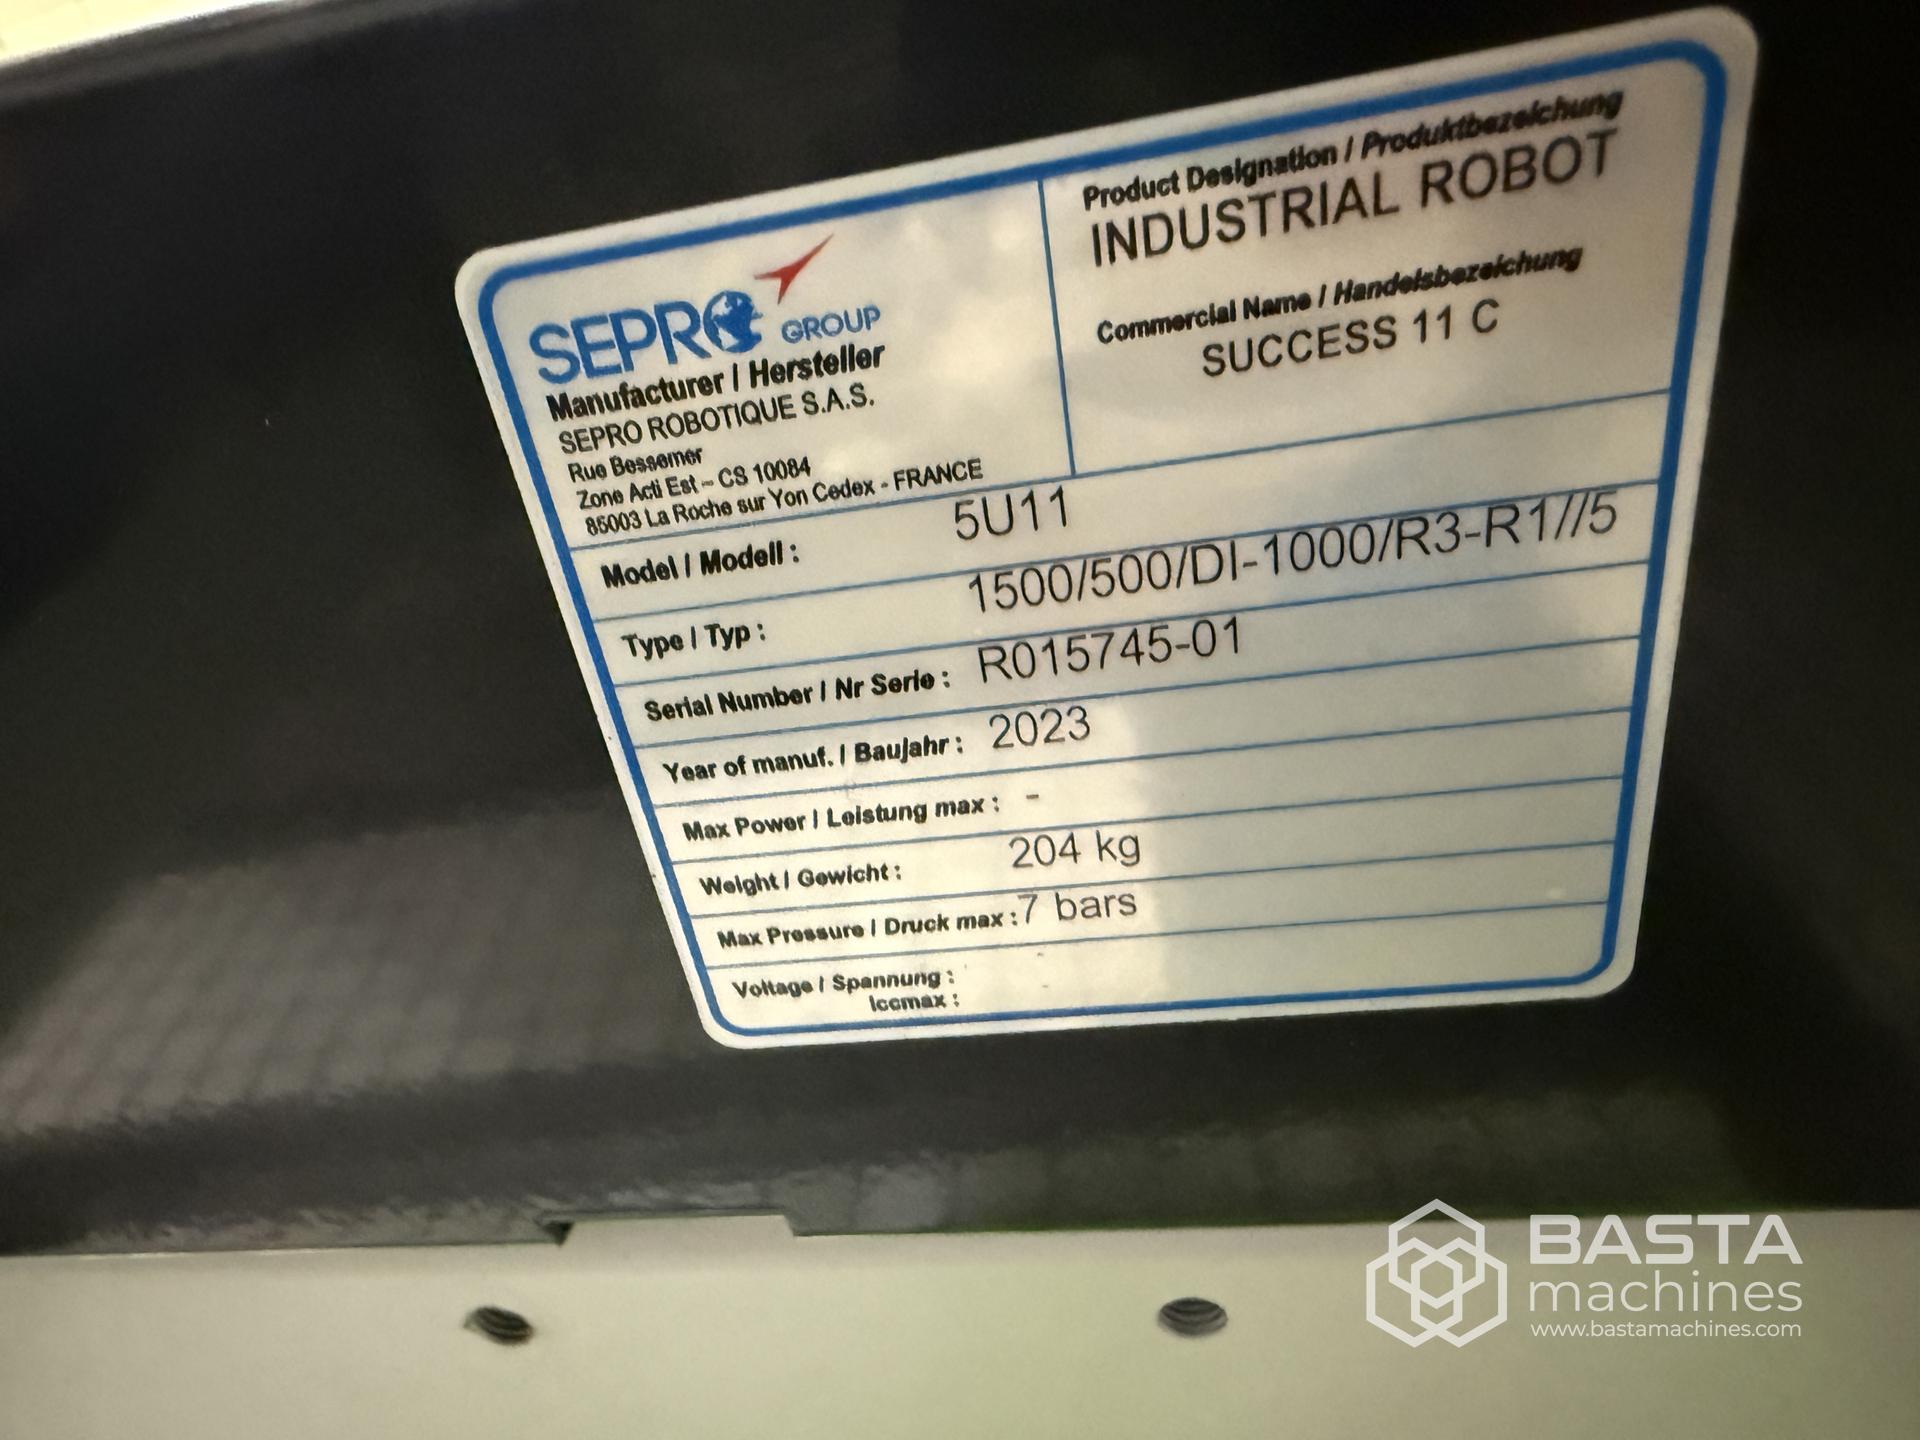 SEPRO GROUP
Manufacturer / Hersteller
SEPRO ROBOTIQUE S.A.S.
Rue Bessemer
Zone Acti Est – CS 10084
85003 La Roche sur Yon Cedex - FRANCE
Product Designation / Produktbezeichung
INDUSTRIAL ROBOT
Commercial Name / Handelsbezeichung
SUCCESS 11 C
Model / Modell : 5U11
Type / Typ : 1500/500/DI-1000/R3-R1//5
Serial Number / Nr Serie : R015745-01
Year of manuf. / Baujahr : 2023
Max Power / Leistung max : -
Weight / Gewicht : 204 kg
Max Pressure / Druck max : 7 bars
Voltage / Spannung :
Iccmax :
BASTA
machines
www.bastamachines.com